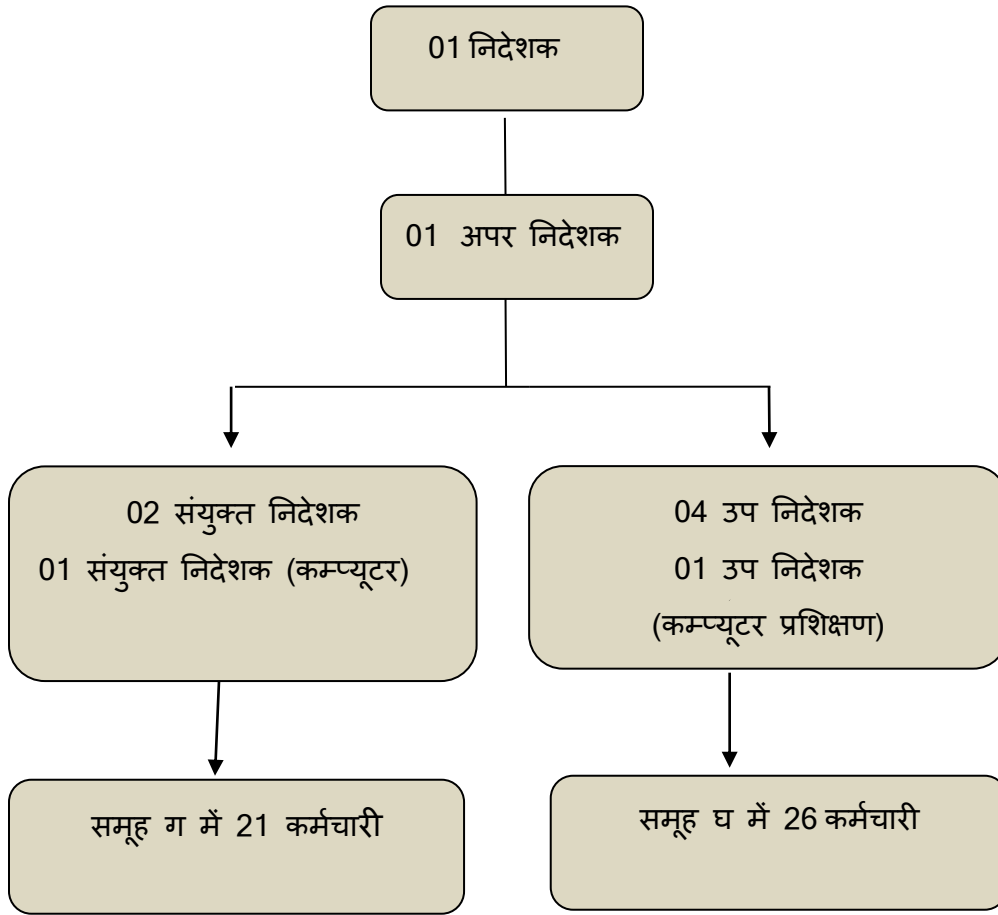 01 निदेशक
01 अपर निदेशक
02 संयुक्त निदेशक
01 संयुक्त निदेशक (कम्प्यूटर)
04 उप निदेशक
01 उप निदेशक
(कम्प्यूटर प्रशिक्षण)
समूह ग में 21 कर्मचारी
समूह घ में 26 कर्मचारी